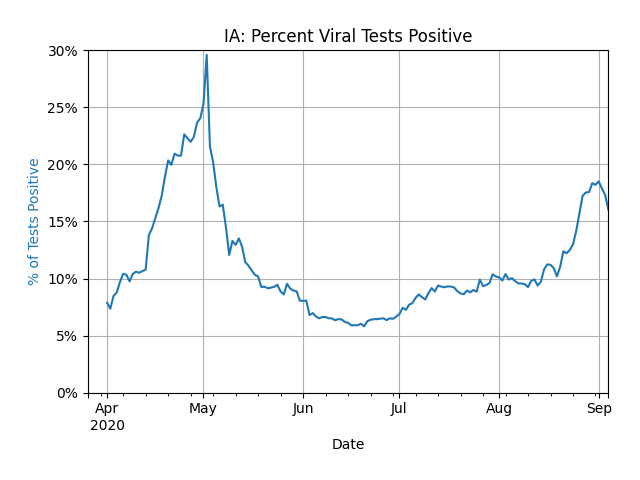 IA: Percent Viral Tests Positive
% of Tests Positive
30%
25%
20%
15%
10%
5%
0%
Apr May Jun Jul Aug Sep
2020
Date